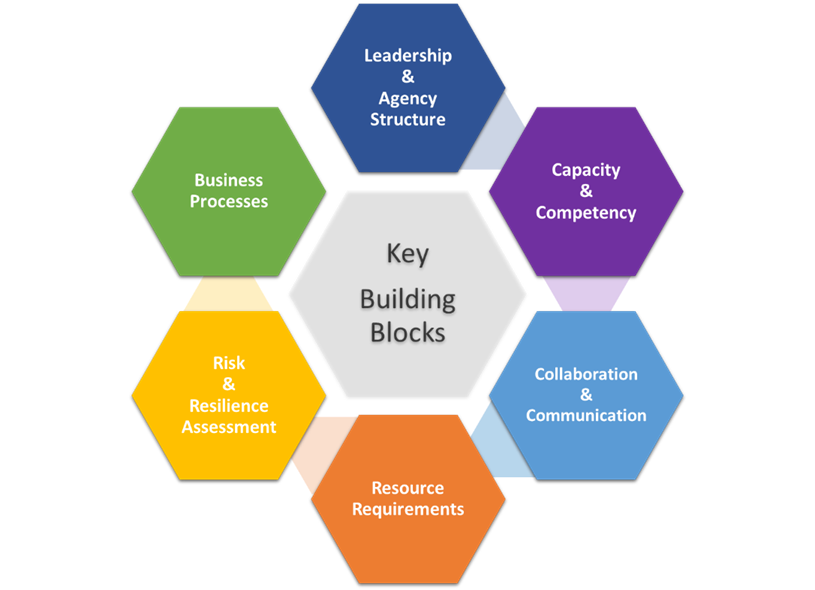 Leadership
&
Agency
Structure
Capacity
&
Competency
Collaboration
&
Communication
Resource
Requirements
Risk
&
Resilience
Assessment
Business
Processes
Key
Building
Blocks